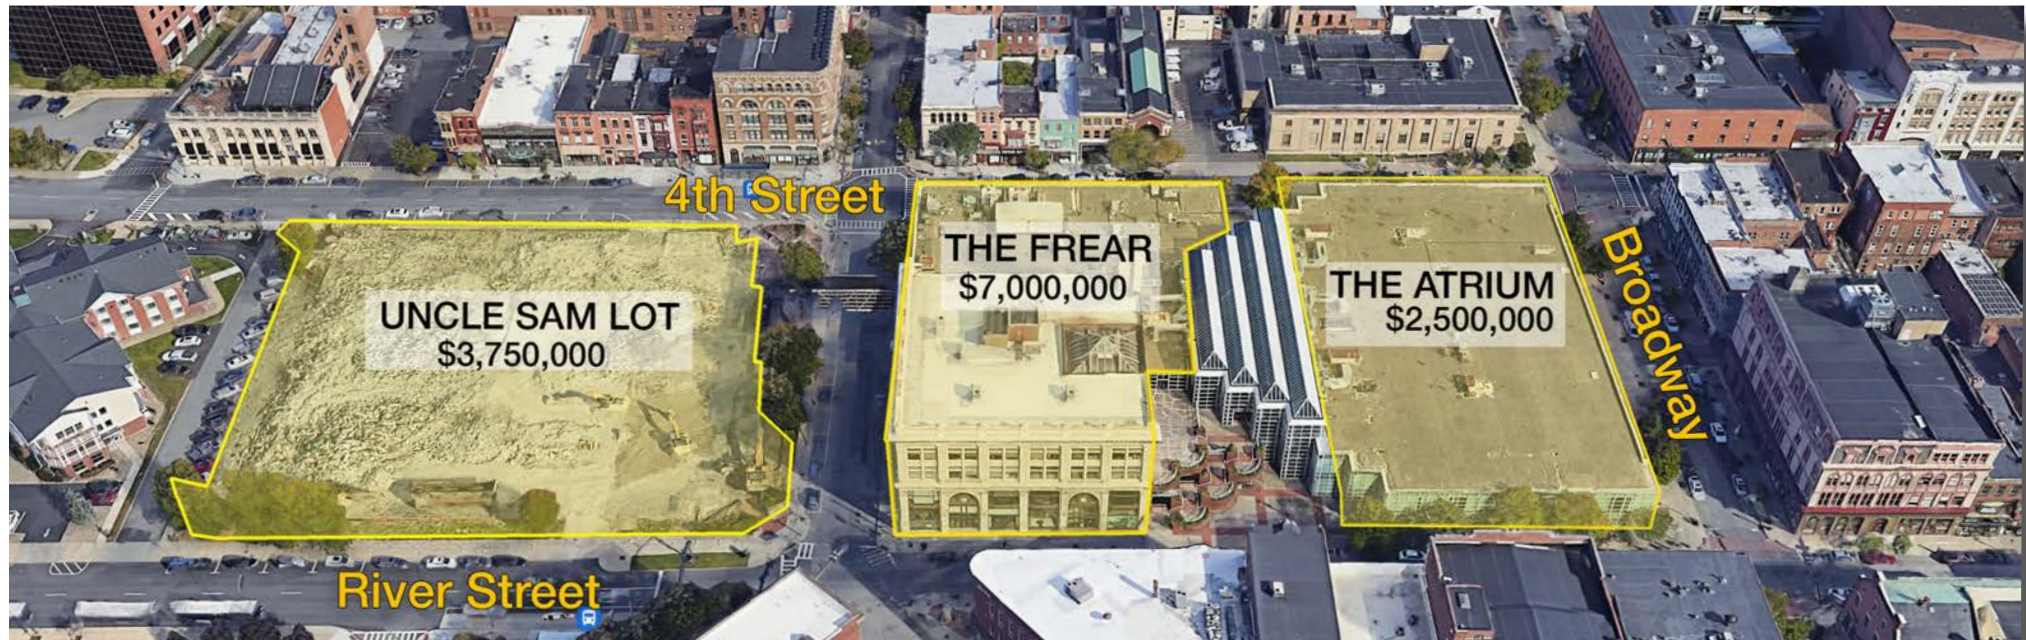 4th Street
UNCLE SAM LOT
$3,750,000
THE FREAR
$7,000,000
THE ATRIUM
$2,500,000
Broadway
River Street